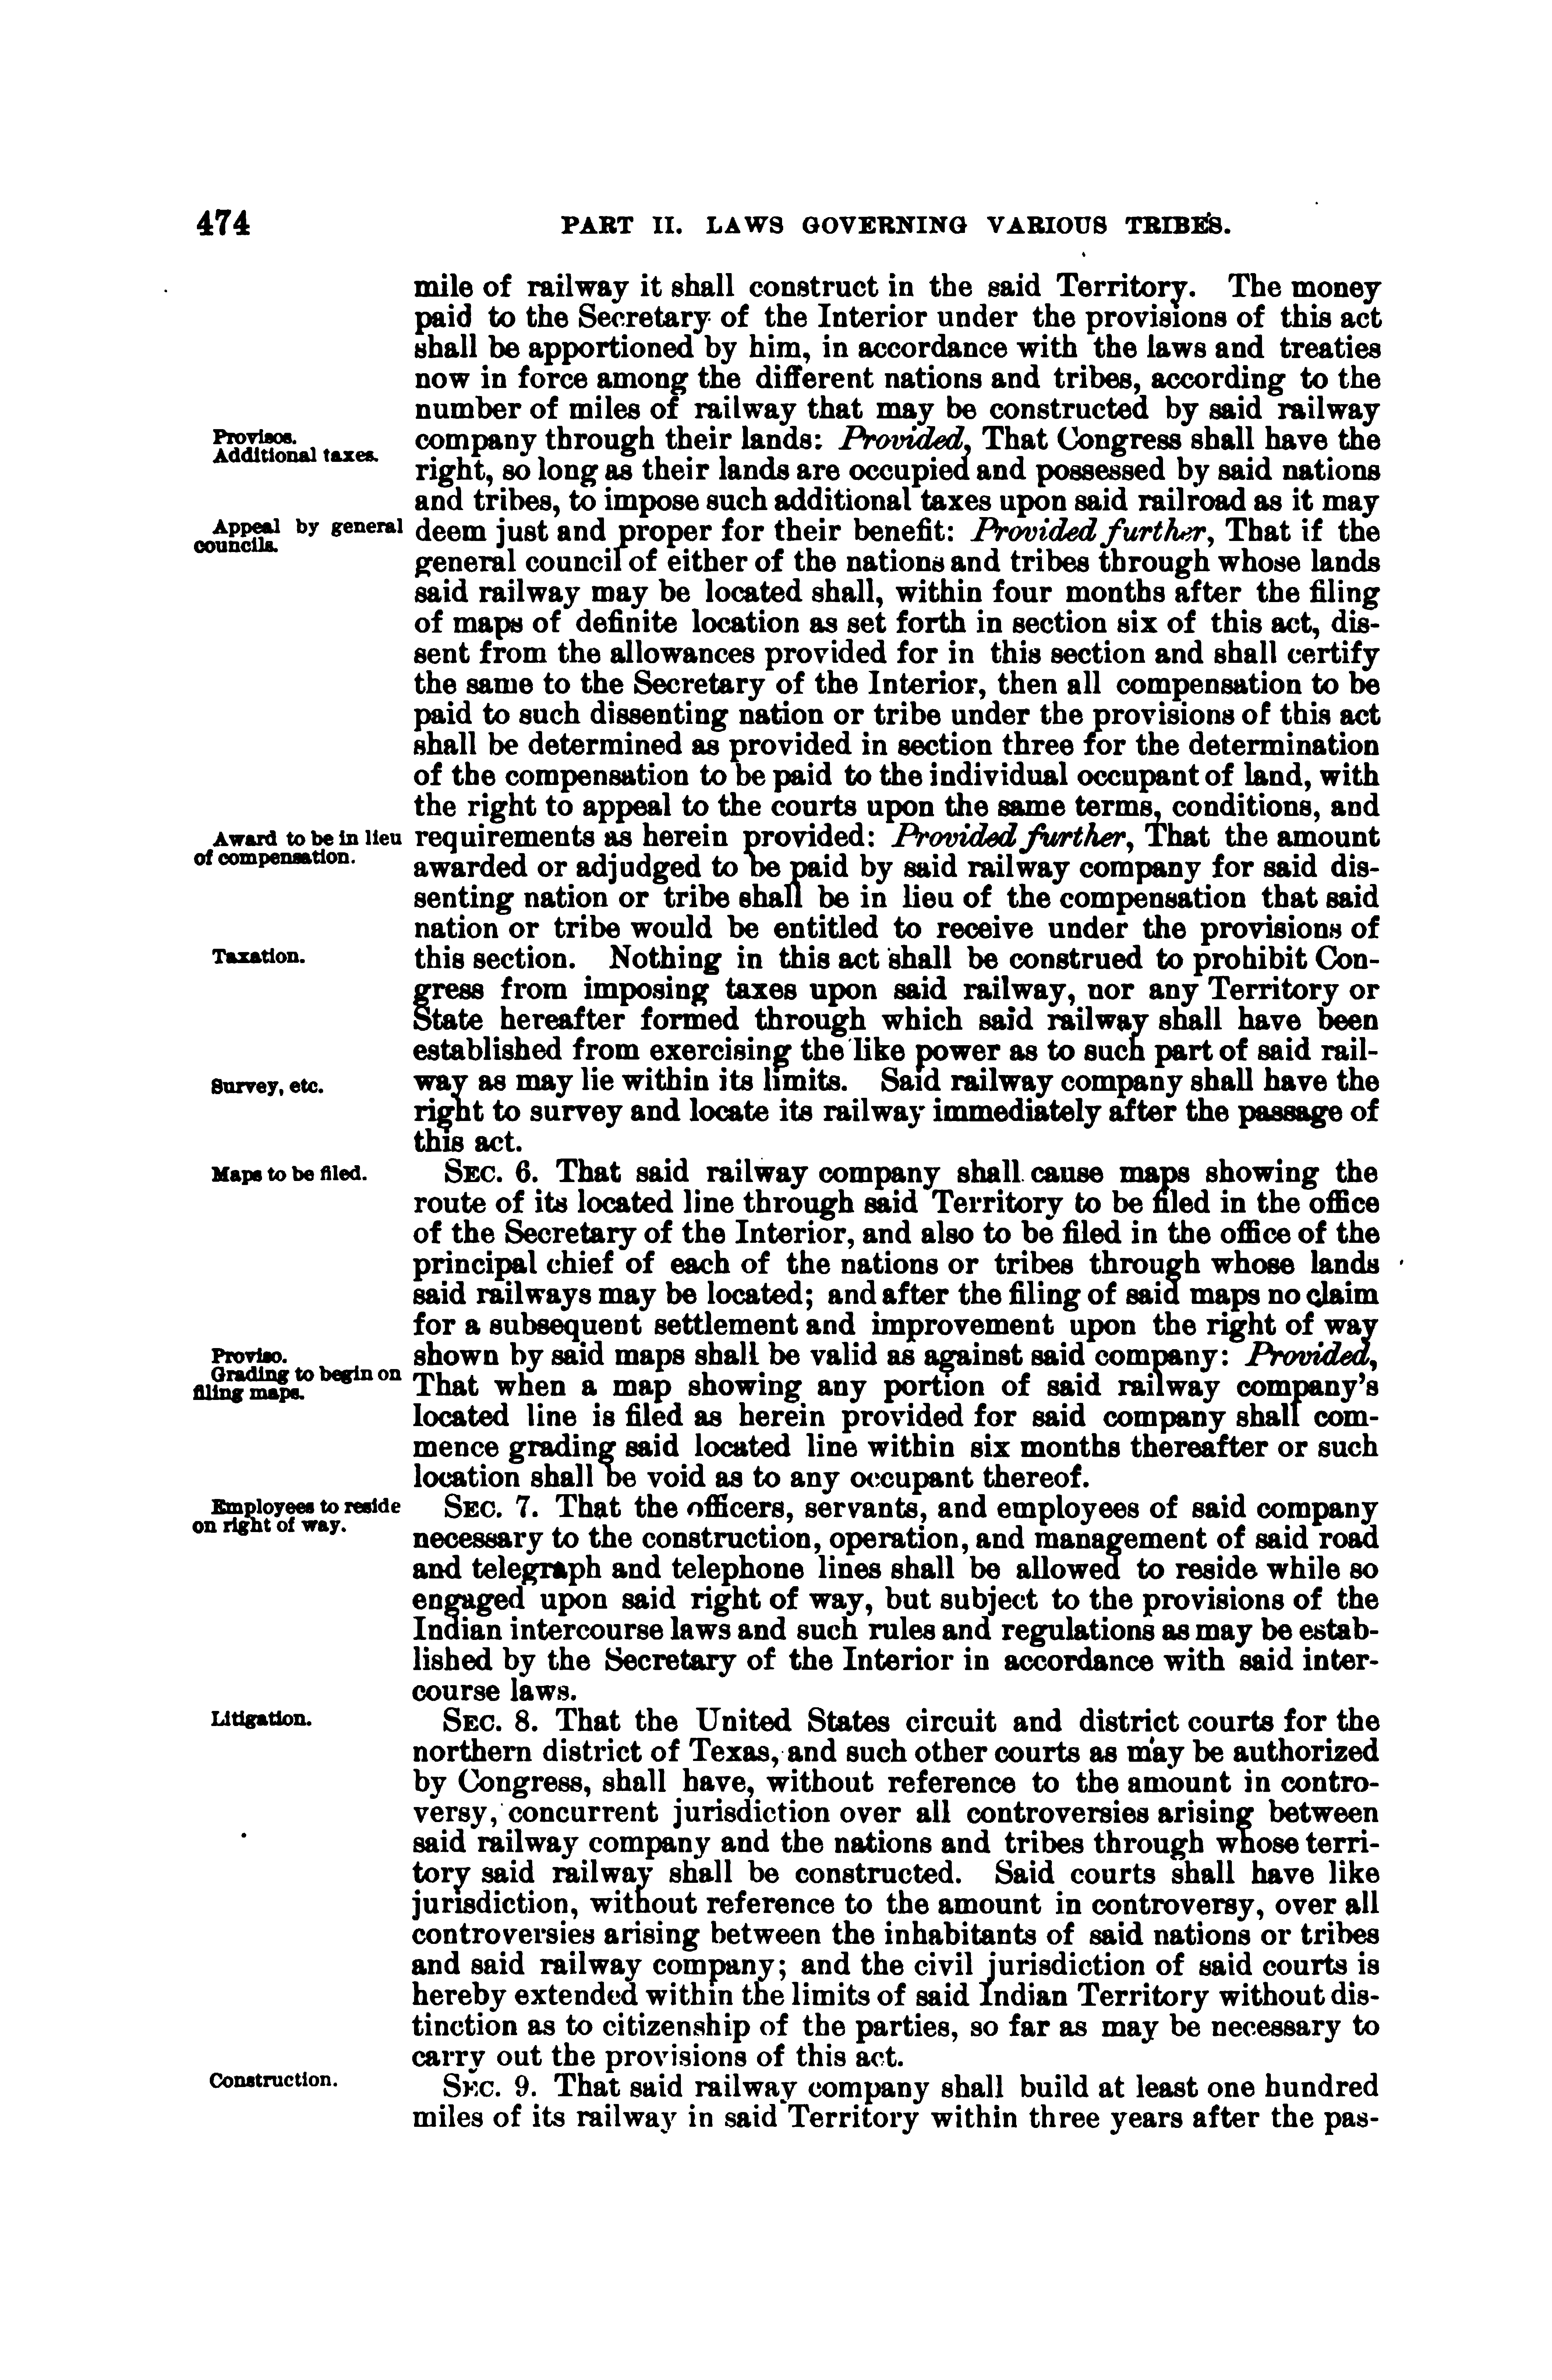 474 PART II. LAWS GOVERNING VARIOUS TRIBES.
mile of railway it shall construct in the said Territory. The money
paid to the Secretary of the Interior under the provisions of this act
shall be apportioned by him, in accordance with the laws and treaties
now in force among the different nations and tribes, according to the
number of miles of railway that may be constructed by said railway
Provisos.
Additional taxes.
company through their lands: Provided, That Congress shall have the
right, so long as their lands are occupied and possessed by said nations
and tribes, to impose such additional taxes upon said railroad as it may
Appeal by general
councils.
deem just and proper for their benefit: Provided further, That if the
general council of either of the nations and tribes through whose lands
said railway may be located shall, within four months after the filing
of maps of definite location as set forth in section six of this act, dis-
sent from the allowances provided for in this section and shall certify
the same to the Secretary of the Interior, then all compensation to be
paid to such dissenting nation or tribe under the provisions of this act
shall be determined as provided in section three for the determination
of the compensation to be paid to the individual occupant of land, with
the right to appeal to the courts upon the same terms, conditions, and
Award to be in lieu
of compensation.
requirements as herein provided: Provided further, That the amount
awarded or adjudged to be paid by said railway company for said dis-
senting nation or tribe shall be in lieu of the compensation that said
nation or tribe would be entitled to receive under the provisions of
Taxation.
this section. Nothing in this act shall be construed to prohibit Con-
gress from imposing taxes upon said railway, nor any Territory or
State hereafter formed through which said railway shall have been
established from exercising the like power as to such part of said rail-
Survey, etc.
way as may lie within its limits. Said railway company shall have the
right to survey and locate its railway immediately after the passage of
this act.
Maps to be filed.
SEC. 6. That said railway company shall cause maps showing the
route of its located line through said Territory to be filed in the office
of the Secretary of the Interior, and also to be filed in the office of the
principal chief of each of the nations or tribes through whose lands
said railways may be located; and after the filing of said maps no claim
for a subsequent settlement and improvement upon the right of way
Proviso.
Grading to begin on
filing maps.
shown by said maps shall be valid as against said company: Provided,
That when a map showing any portion of said railway company's
located line is filed as herein provided for said company shall com-
mence grading said located line within six months thereafter or such
location shall be void as to any occupant thereof.
Employees to reside
on right of way.
SEC. 7. That the officers, servants, and employees of said company
necessary to the construction, operation, and management of said road
and telegraph and telephone lines shall be allowed to reside while so
engaged upon said right of way, but subject to the provisions of the
Indian intercourse laws and such rules and regulations as may be estab-
lished by the Secretary of the Interior in accordance with said inter-
course laws.
Litigation.
SEC. 8. That the United States circuit and district courts for the
northern district of Texas, and such other courts as may be authorized
by Congress, shall have, without reference to the amount in contro-
versy, concurrent jurisdiction over all controversies arising between
said railway company and the nations and tribes through whose terri-
tory said railway shall be constructed. Said courts shall have like
jurisdiction, without reference to the amount in controversy, over all
controversies arising between the inhabitants of said nations or tribes
and said railway company; and the civil jurisdiction of said courts is
hereby extended within the limits of said Indian Territory without dis-
tinction as to citizenship of the parties, so far as may be necessary to
carry out the provisions of this act.
Construction.
SEC. 9. That said railway company shall build at least one hundred
miles of its railway in said Territory within three years after the pas-